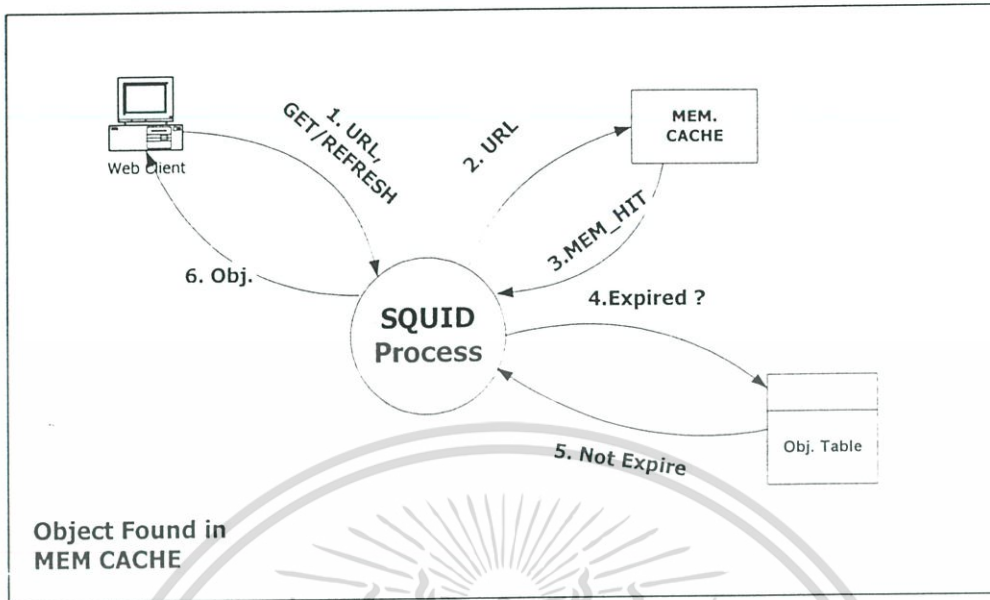 Web Client
1. URL,
GET/REFRESH
2. URL
MEM.
CACHE
3.MEM_HIT
6. Obj.
SQUID
Process
4.Expired ?
5. Not Expire
Obj. Table
Object Found in
MEM CACHE